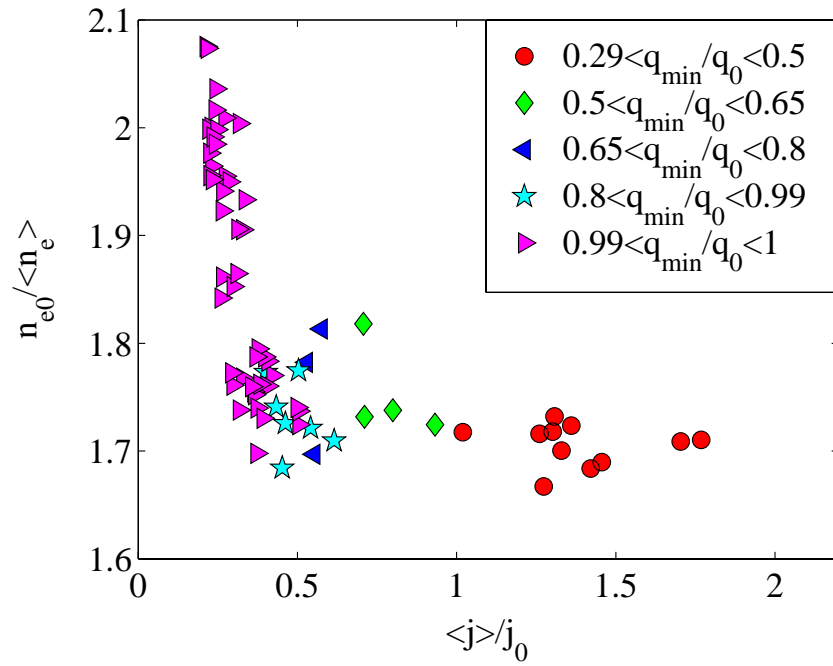 2.1
2
1.9
1.8
1.7
1.6
n_e0/<n_e>
0.29<q_min/q_0<0.5
0.5<q_min/q_0<0.65
0.65<q_min/q_0<0.8
0.8<q_min/q_0<0.99
0.99<q_min/q_0<1
0 0.5 1 1.5 2
<j>/j_0